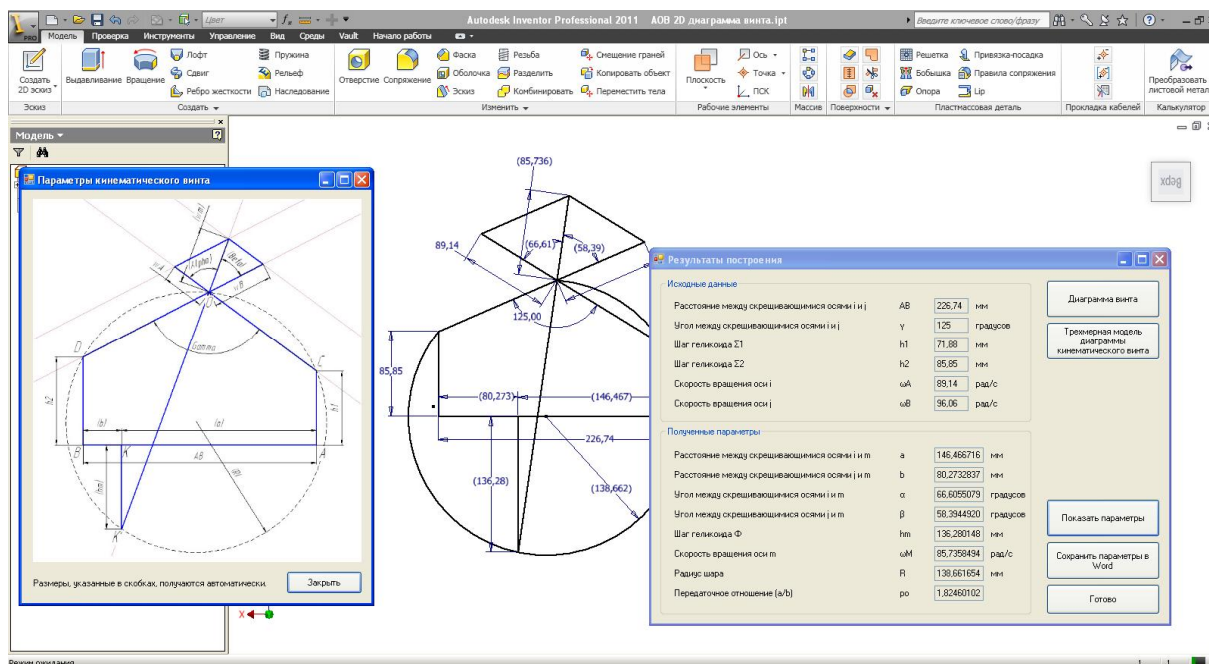 PRO
Цвет
Autodesk Inventor Professional 2011 АОВ 2D диаграмма винта.ipt
Введите ключевое слово/фразу
Модель Проверка Инструменты Управление Вид Среды Vault Начало работы
Создать 2D эскиз
Выдавливание Вращение
Лофт
Сдвиг
Ребро жесткости
Пружина
Рельеф
Наследование
Отверстие Сопряжение
Фаска
Оболочка
Эскиз
Резьба
Разделить
Комбинировать
Смещение граней
Копировать объект
Переместить тела
Плоскость
Ось
Точка
ПСК
Решетка
Бобышка
Опора
Привязка-посадка
Правила сопряжения
Lip
Преобразовать
листовой метал
Эскиз Создать Изменить Рабочие элементы Массив Поверхности Пластмассовая деталь Прокладка кабелей Калькулятор
Модель
Параметры кинематического винта
(Alpha)
(Beta)
D
Gamma
C
h2
h1
(b)
(a)
B
K
AB
A
(hm)
(R)
Размеры, указанные в скобках, получаются автоматически.
Закрыть
(85,736)
89,14
(66,61)
(58,39)
125,00
85,85
(80,273)
(146,467)
226,74
(136,28)
(138,662)
X
верх
Результаты построения
Исходные данные
Расстояние между скрещивающимися осями i и j AB 226,74 мм
Угол между скрещивающимися осями i и j γ 125 градусов
Шаг геликоида Σ1 h1 71,88 мм
Шаг геликоида Σ2 h2 85,85 мм
Скорость вращения оси i ωA 89,14 рад/с
Скорость вращения оси j ωB 96,06 рад/с
Полученные параметры
Расстояние между скрещивающимися осями i и m a 146,466716 мм
Расстояние между скрещивающимися осями j и m b 80,2732837 мм
Угол между скрещивающимися осями i и m α 66,6055079 градусов
Угол между скрещивающимися осями j и m β 58,3944920 градусов
Шаг геликоида Ф hm 136,280148 мм
Скорость вращения оси m ωM 85,7358494 рад/с
Радиус шара R 138,661654 мм
Передаточное отношение (a/b) po 1,82460102
Диаграмма винта
Трехмерная модель
диаграммы
кинематического винта
Показать параметры
Сохранить параметры в
Word
Готово
Режим ожидания
1 1